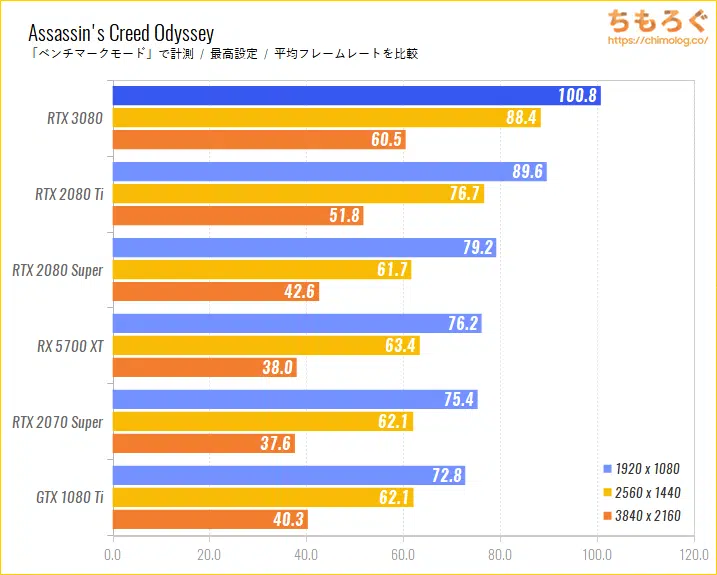 Assassin's Creed Odyssey
「ベンチマークモード」で計測 / 最高設定 / 平均フレームレートを比較
ちもろぐ
https://chimolog.co/
RTX 3080
100.8
88.4
60.5
RTX 2080 Ti
89.6
76.7
51.8
RTX 2080 Super
79.2
61.7
42.6
RX 5700 XT
76.2
63.4
38.0
RTX 2070 Super
75.4
62.1
37.6
GTX 1080 Ti
72.8
62.1
40.3
1920 x 1080
2560 x 1440
3840 x 2160
0.0 20.0 40.0 60.0 80.0 100.0 120.0